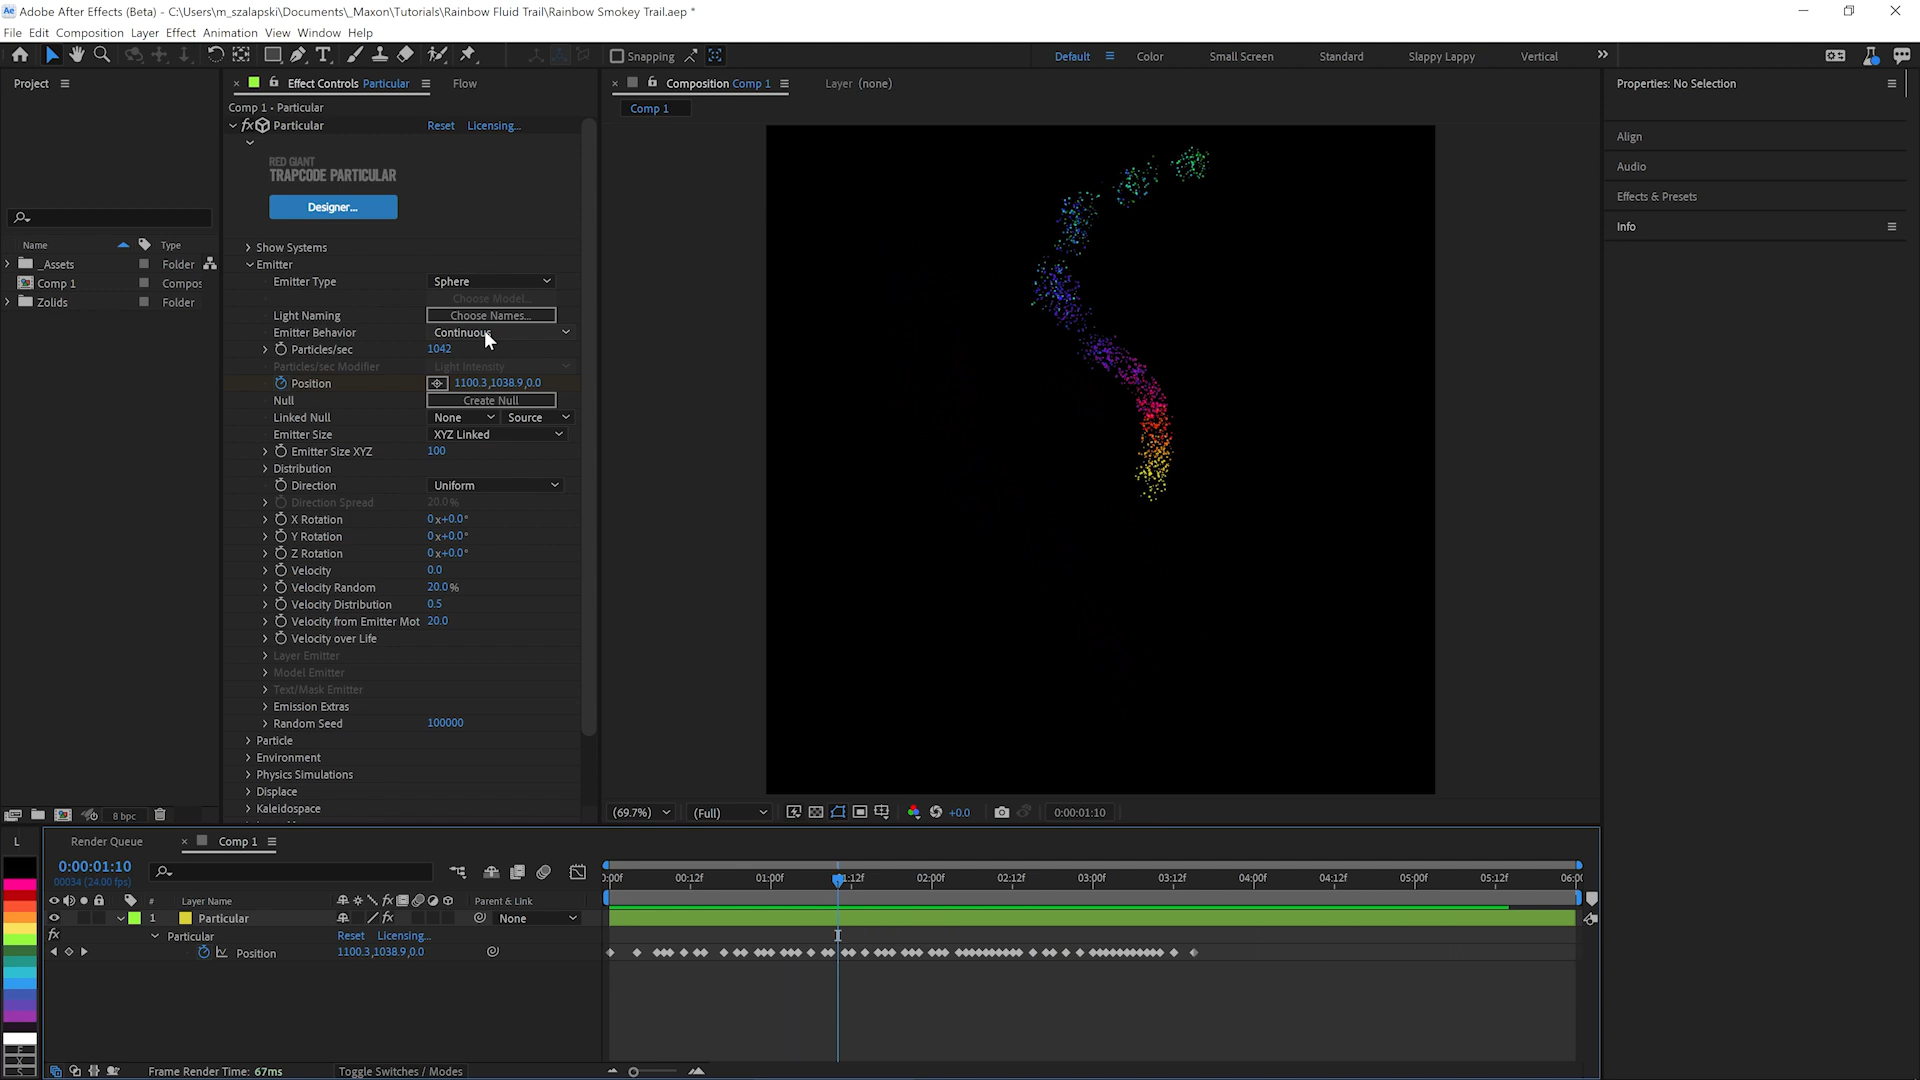 Adobe After Effects (Beta) - C:\Users\m_szalapski\Documents\_Maxon\Tutorials\Rainbow Fluid Trail\Rainbow Smokey Trail.aep *
File Edit Composition Layer Effect Animation View Window Help
Snapping
Default Color Small Screen Standard Slappy Lappy Vertical
Project
Effect Controls Particular Flow
Composition Comp 1 Layer (none)
Properties: No Selection
Comp 1 - Particular
Comp 1
Particular Reset Licensing...
RED GIANT
TRAPCODE PARTICULAR
Designer...
Align
Audio
Effects & Presets
Info
Name Type
_Assets Folder
Comp 1 Compos
Zolids Folder
Show Systems
Emitter
Emitter Type Sphere
Choose Model...
Light Naming Choose Names...
Emitter Behavior Continuous
Particles/sec 1042
Particles/sec Modifier Light Intensity
Position 1100.3,1038.9,0.0
Null Create Null
Linked Null None Source
Emitter Size XYZ Linked
Emitter Size XYZ 100
Distribution
Direction Uniform
Direction Spread 20.0%
X Rotation 0x+0.0°
Y Rotation 0x+0.0°
Z Rotation 0x+0.0°
Velocity 0.0
Velocity Random 20.0%
Velocity Distribution 0.5
Velocity from Emitter Mot 20.0
Velocity over Life
Layer Emitter
Model Emitter
Text/Mask Emitter
Emission Extras
Random Seed 100000
Particle
Environment
Physics Simulations
Displace
Kaleidospace
8 bpc
(69.7%) (Full) +0.0 0:00:01:10
Render Queue Comp 1
0:00:01:10
00034 (24.00 fps)
:00f 00:12f 01:00f 01:12f 02:00f 02:12f 03:00f 03:12f 04:00f 04:12f 05:00f 05:12f 06:0
# Layer Name Parent & Link
1 Particular None
Particular Reset Licensing...
Position 1100.3,1038.9,0.0
Frame Render Time: 67ms Toggle Switches / Modes